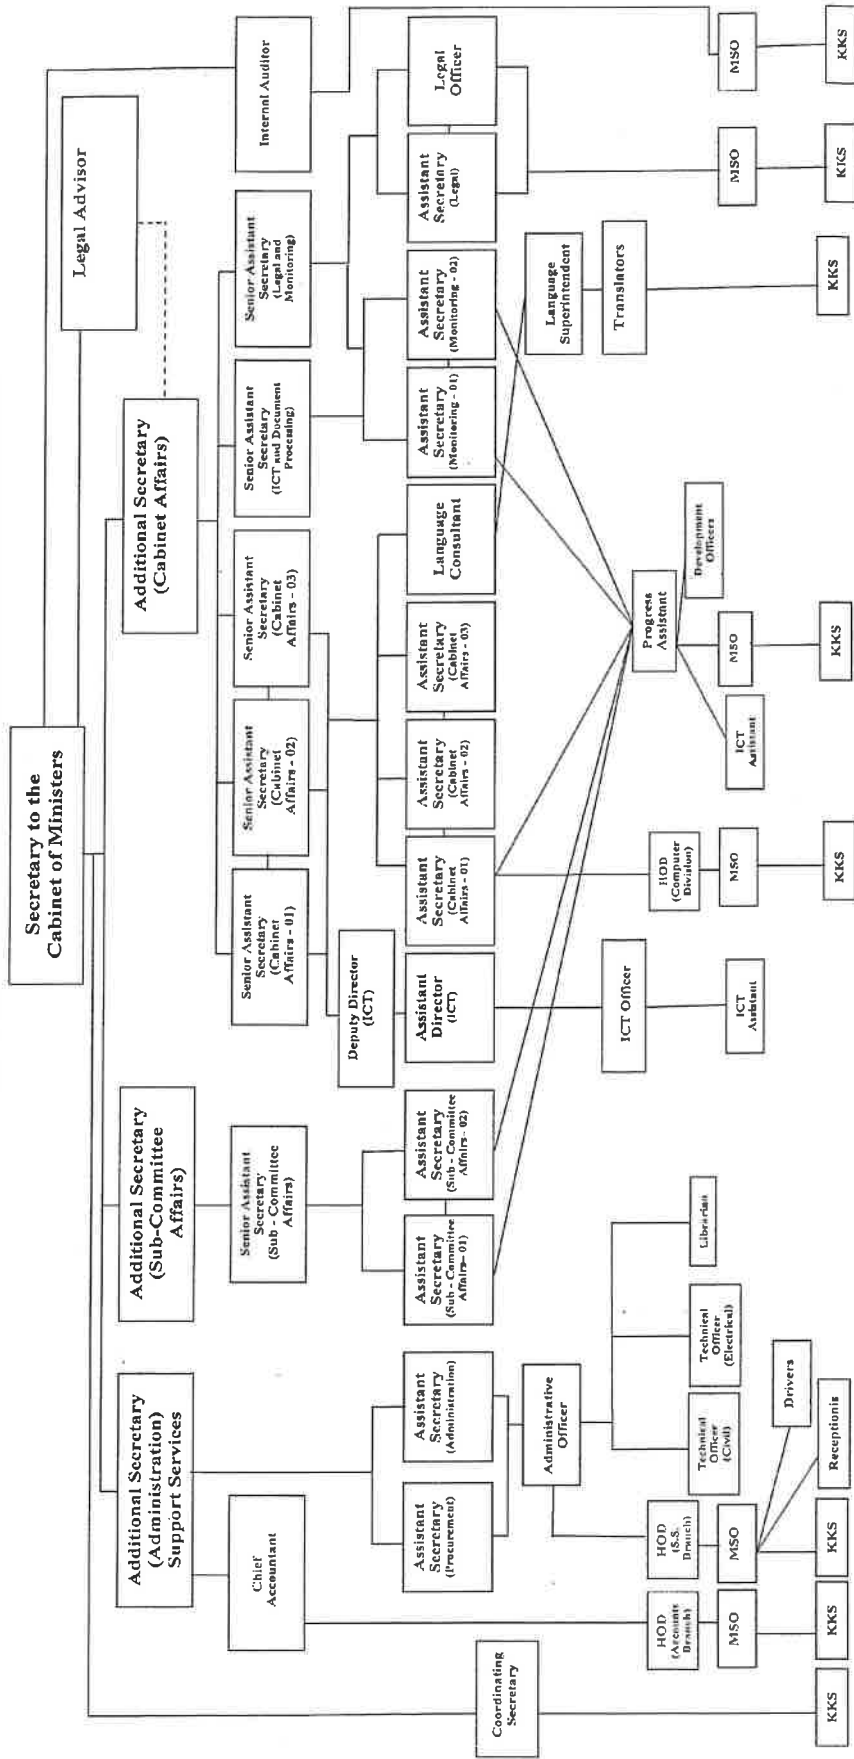 Secretary to the
Cabinet of Ministers
Legal Advisor
Additional Secretary
(Administration)
Support Services
Additional Secretary
(Sub-Committee
Affairs)
Additional Secretary
(Cabinet Affairs)
Chief
Accountant
Senior Assistant
Secretary
(Sub - Committee
Affairs)
Senior Assistant
Secretary
(Cabinet
Affairs - 01)
Senior Assistant
Secretary
(Cabinet
Affairs - 02)
Senior Assistant
Secretary
(Cabinet
Affairs - 03)
Senior Assistant
Secretary
(ICT and Document
Processing)
Senior Assistant
Secretary
(Legal and
Monitoring)
Internal Auditor
Deputy Director
(ICT)
Assistant
Secretary
(Procurement)
Assistant
Secretary
(Administration)
Assistant
Secretary
(Sub - Committee
Affairs- 01)
Assistant
Secretary
(Sub - Committee
Affairs - 02)
Assistant
Director
(ICT)
Assistant
Secretary
(Cabinet
Affairs - 01)
Assistant
Secretary
(Cabinet
Affairs - 02)
Assistant
Secretary
(Cabinet
Affairs - 03)
Language
Consultant
Assistant
Secretary
(Monitoring - 01)
Assistant
Secretary
(Monitoring - 02)
Assistant
Secretary
(Legal)
Legal
Officer
Coordinating
Secretary
Administrative
Officer
Language
Superintendent
Translators
HOD
(Accounts
Branch)
HOD
(S.S.
Branch)
Technical
Officer
(Civil)
Technical
Officer
(Electrical)
Librarian
ICT Officer
HOD
(Computer
Division)
Progress
Assistant
Development
Officers
MSO
MSO
Drivers
Receptionis
ICT
Assistant
MSO
ICT
Assistant
MSO
MSO
MSO
KKS
KKS
KKS
KKS
KKS
KKS
KKS
KKS